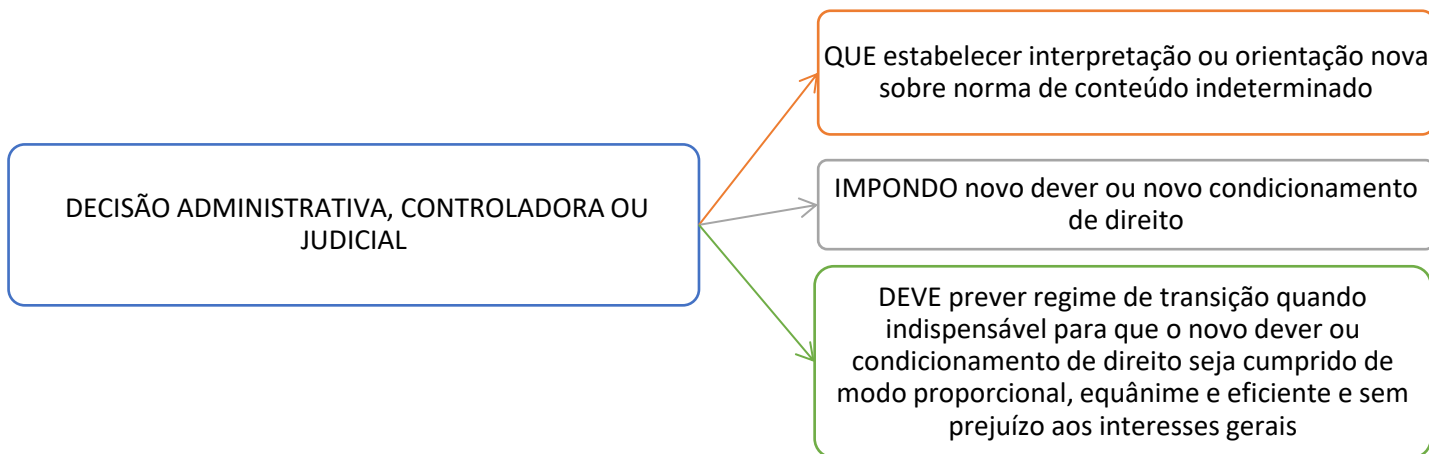 DECISÃO ADMINISTRATIVA, CONTROLADORA OU
JUDICIAL
QUE estabelecer interpretação ou orientação nova
sobre norma de conteúdo indeterminado
IMPONDO novo dever ou novo condicionamento
de direito
DEVE prever regime de transição quando
indispensável para que o novo dever ou
condicionamento de direito seja cumprido de
modo proporcional, equânime e eficiente e sem
prejuízo aos interesses gerais